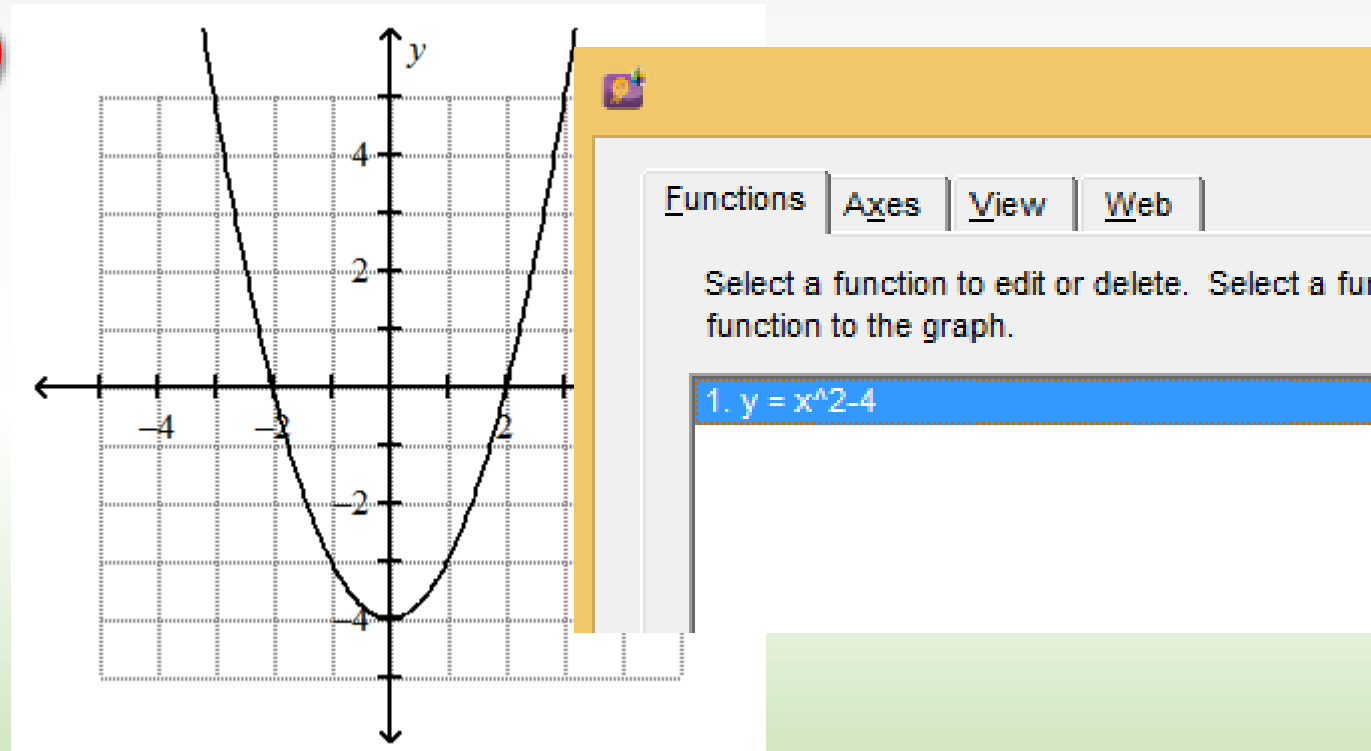 y
4
2
–4
–2
2
–2
–4
Functions
Axes
View
Web
Select a function to edit or delete. Select a
function to the graph.
1. y = x^2-4